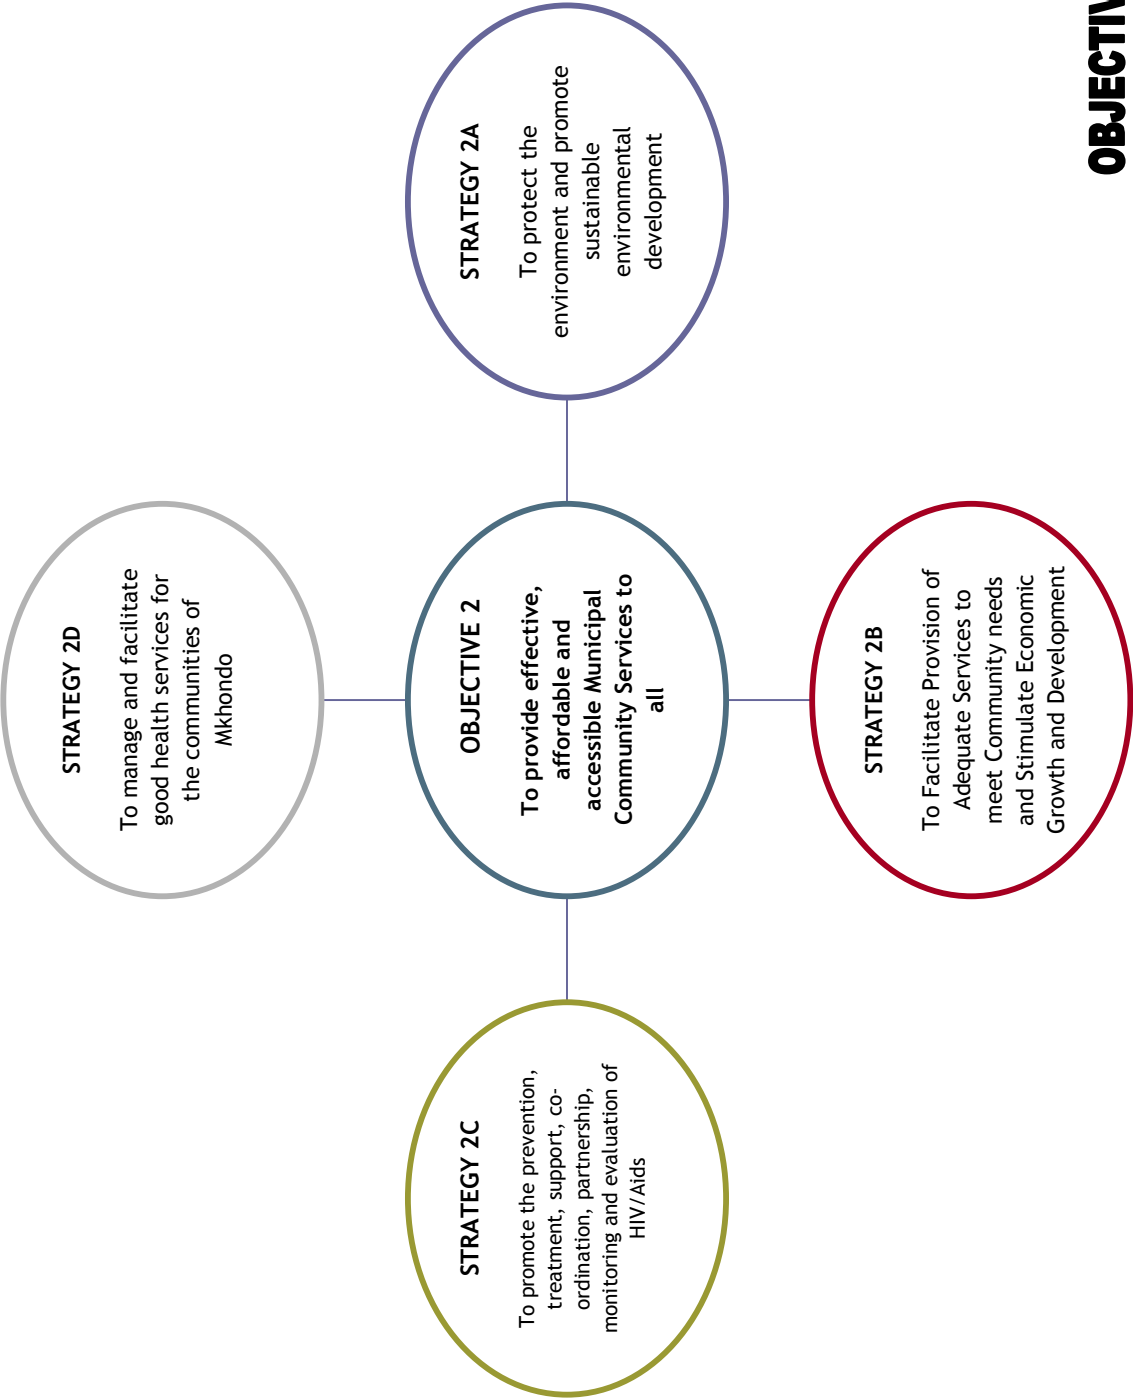 STRATEGY 2D
To manage and facilitate
good health services for
the communities of
Mkhondo
STRATEGY 2C
To promote the prevention,
treatment, support, co-
ordination, partnership,
monitoring and evaluation of
HIV/Aids
OBJECTIVE 2
To provide effective,
affordable and
accessible Municipal
Community Services to
all
STRATEGY 2A
To protect the
environment and promote
sustainable
environmental
development
STRATEGY 2B
To Facilitate Provision of
Adequate Services to
meet Community needs
and Stimulate Economic
Growth and Development
OBJECTIV